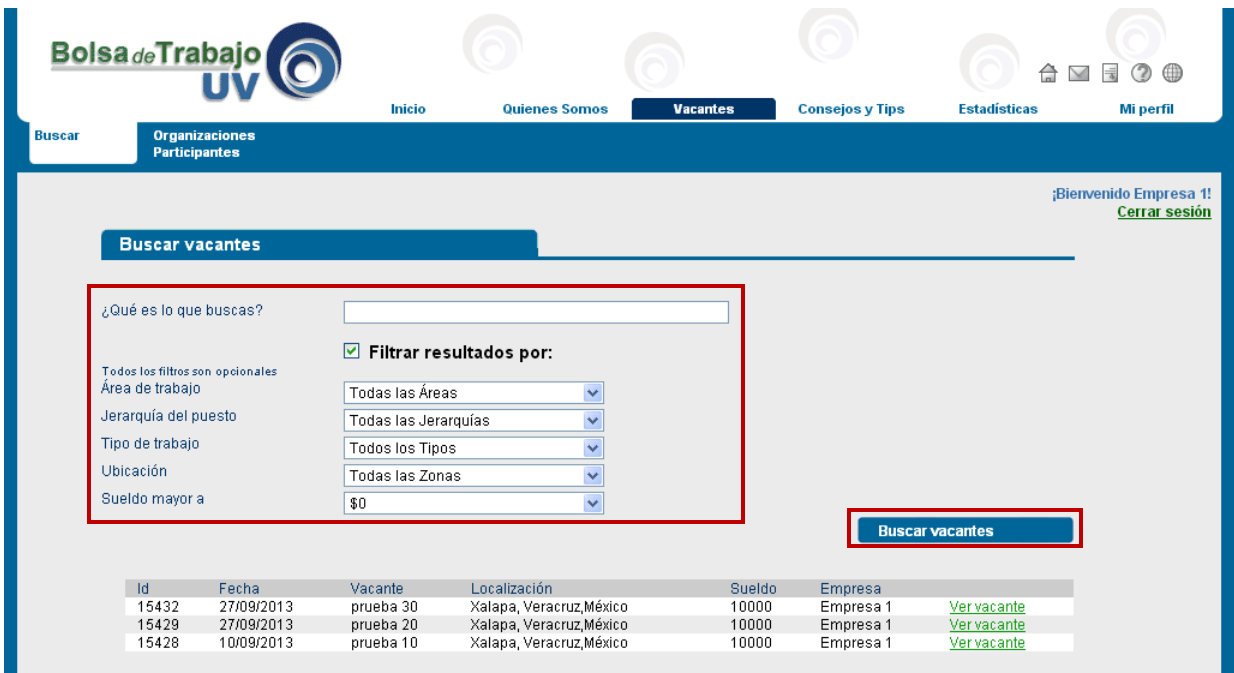 Bolsa de Trabajo
UV
Inicio Quienes Somos Vacantes Consejos y Tips Estadísticas Mi perfil
Buscar Organizaciones
Participantes
¡Bienvenido Empresa 1!
Cerrar sesión
Buscar vacantes
¿Qué es lo que buscas?
Filtrar resultados por:
Todos los filtros son opcionales
Área de trabajo Todas las Áreas
Jerarquía del puesto Todas las Jerarquías
Tipo de trabajo Todos los Tipos
Ubicación Todas las Zonas
Sueldo mayor a $0
Buscar vacantes
Id Fecha Vacante Localización Sueldo Empresa
15432 27/09/2013 prueba 30 Xalapa, Veracruz,México 10000 Empresa 1 Ver vacante
15429 27/09/2013 prueba 20 Xalapa, Veracruz,México 10000 Empresa 1 Ver vacante
15428 10/09/2013 prueba 10 Xalapa, Veracruz,México 10000 Empresa 1 Ver vacante